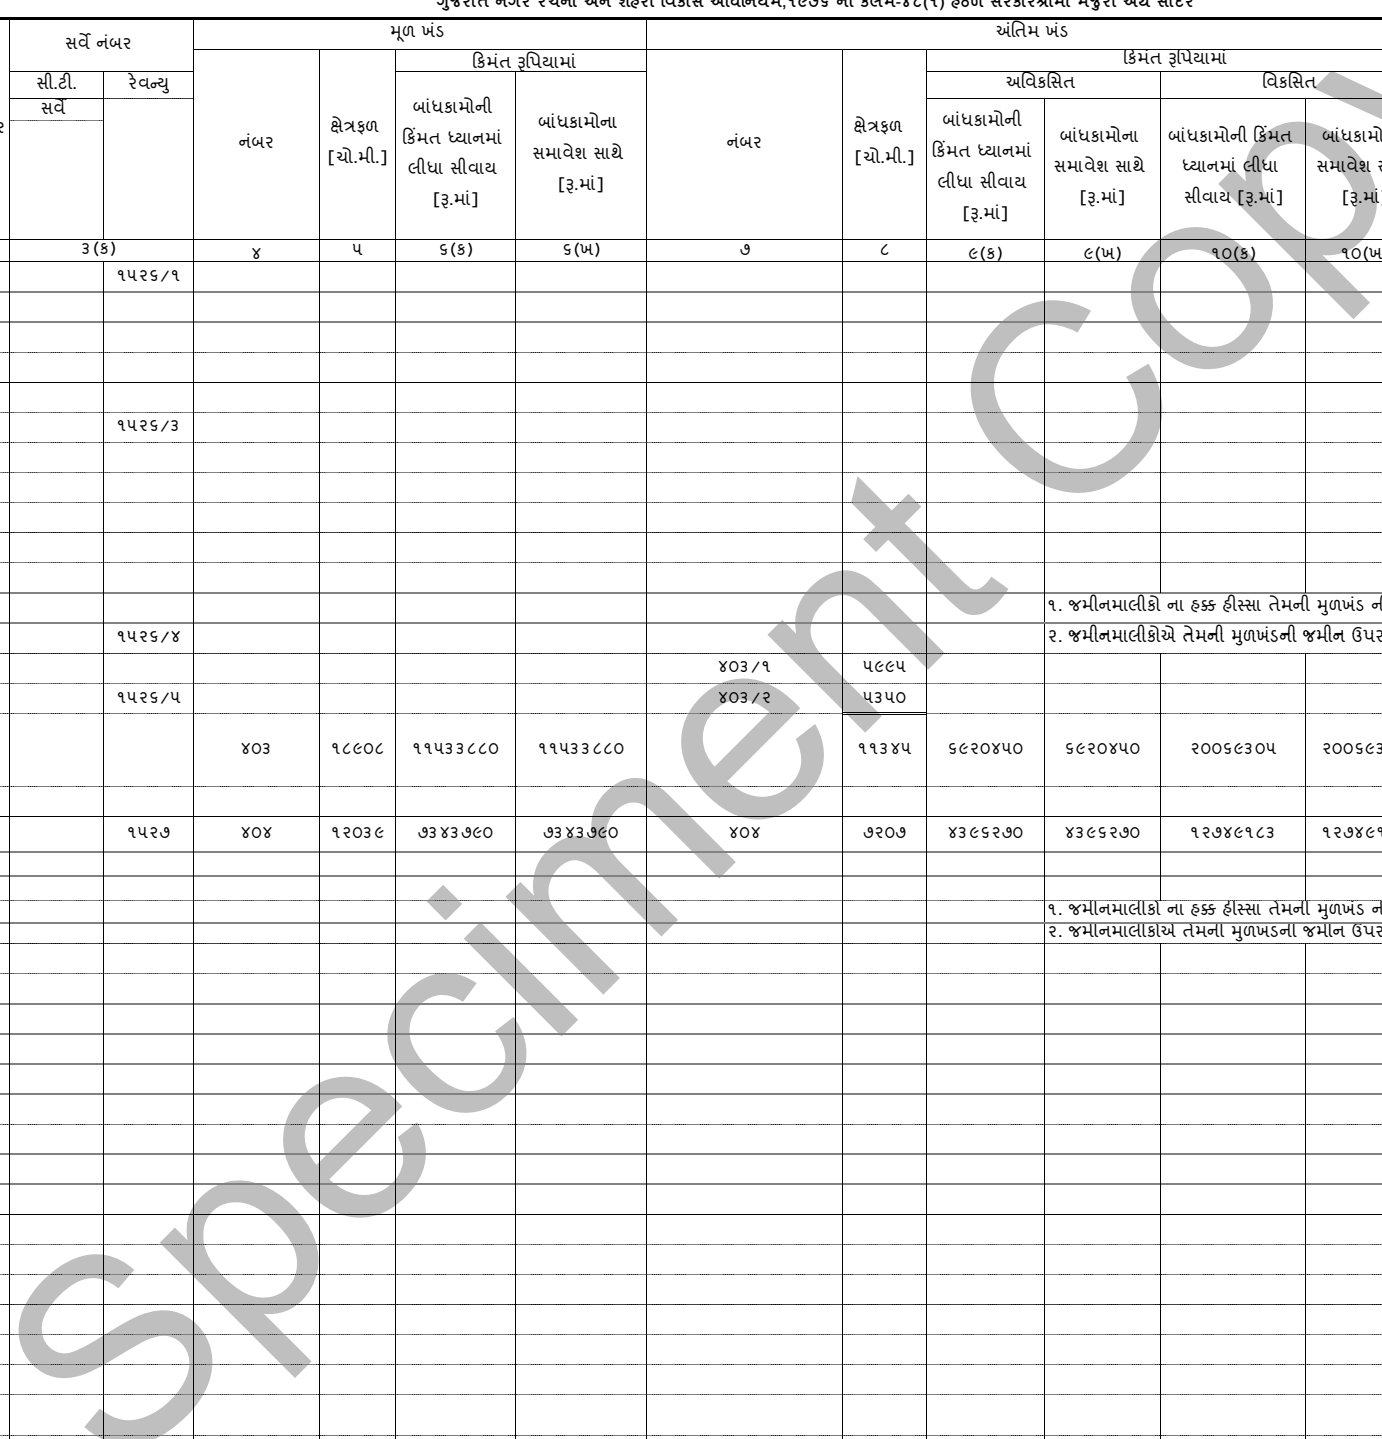 સર્વે નંબર મૂળ ખંડ અંતિમ ખંડ
કિમંત રૂપિયામાં કિમંત રૂપિયામાં
સી.ટી. રેવન્યુ અવિકસિત વિકસિત
સર્વે
નંબર
ક્ષેત્રફળ
[ચો.મી.]
બાંધકામોની
કિંમત ધ્યાનમાં
લીધા સીવાય
[રૂ.માં]
બાંધકામોના
સમાવેશ સાથે
[રૂ.માં]
નંબર
ક્ષેત્રફળ
[ચો.મી.]
બાંધકામોની
કિંમત ધ્યાનમાં
લીધા સીવાય
[રૂ.માં]
બાંધકામોના
સમાવેશ સાથે
[રૂ.માં]
બાંધકામોની કિંમત
ધ્યાનમાં લીધા
સીવાય [રૂ.માં]
સમાવેશ
૩(ક) ૪ ૫ ૬(ક) ૬(ખ) ૭ ૮ ૯(ક) ૯(ખ) ૧૦(ક) ૧૦(ખ
૧૫૨૬/૧
૧૫૨૬/૩
૧. જમીનમાલીકો ના હક્ક હીસ્સા તેમની મુળખંડ ની
૧૫૨૬/૪ ૨. જમીનમાલીકોએ તેમની મુળખંડની જમીન ઉપર
૪૦૩/૧ ૫૯૯૫
૧૫૨૬/૫ ૪૦૩/૨ ૫૩૫૦
૪૦૩ ૧૮૯૦૮ ૧૧૫૩૩૮૮૦ ૧૧૫૩૩૮૮૦ ૧૧૩૪૫ ૬૯૨૦૪૫૦ ૬૯૨૦૪૫૦ ૨૦૦૬૯૩૦૫ ૨૦૦૬૯૩
૧૫૨૭ ૪૦૪ ૧૨૦૩૯ ૭૩૪૩૭૯૦ ૭૩૪૩૭૯૦ ૪૦૪ ૭૨૦૭ ૪૩૯૬૨૭૦ ૪૩૯૬૨૭૦ ૧૨૭૪૯૧૮૩ ૧૨૭૪૯૧
૧. જમીનમાલીકો ના હક્ક હીસ્સા તેમની મુળખંડ ની
૨. જમીનમાલીકોએ તેમની મુળખંડની જમીન ઉપર
Speciment Copy